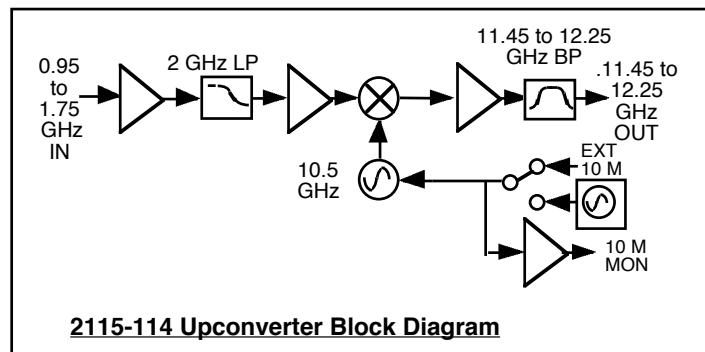 0.95
to
1.75
GHz
IN
2 GHz LP
11.45 to 12.25
GHz BP
.11.45 to
12.25
GHz
OUT
10.5
GHz
EXT
10 M
10 M
MON
2115-114 Upconverter Block Diagram